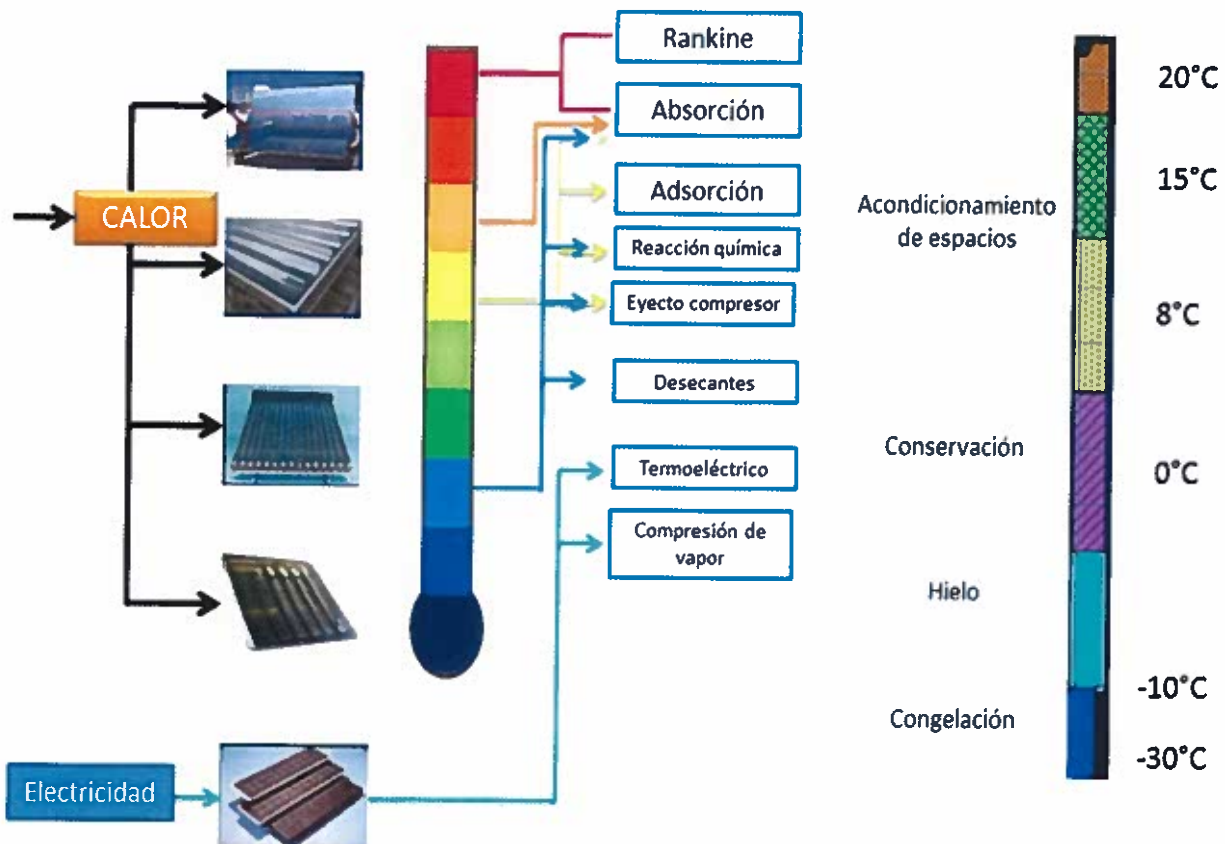 CALOR
Electricidad
Rankine
Absorción
Adsorción
Reacción química
Eyecto compresor
Desecantes
Termoeléctrico
Compresión de
vapor
Acondicionamiento
de espacios
Conservación
Hielo
Congelación
20°C
15°C
8°C
0°C
-10°C
-30°C